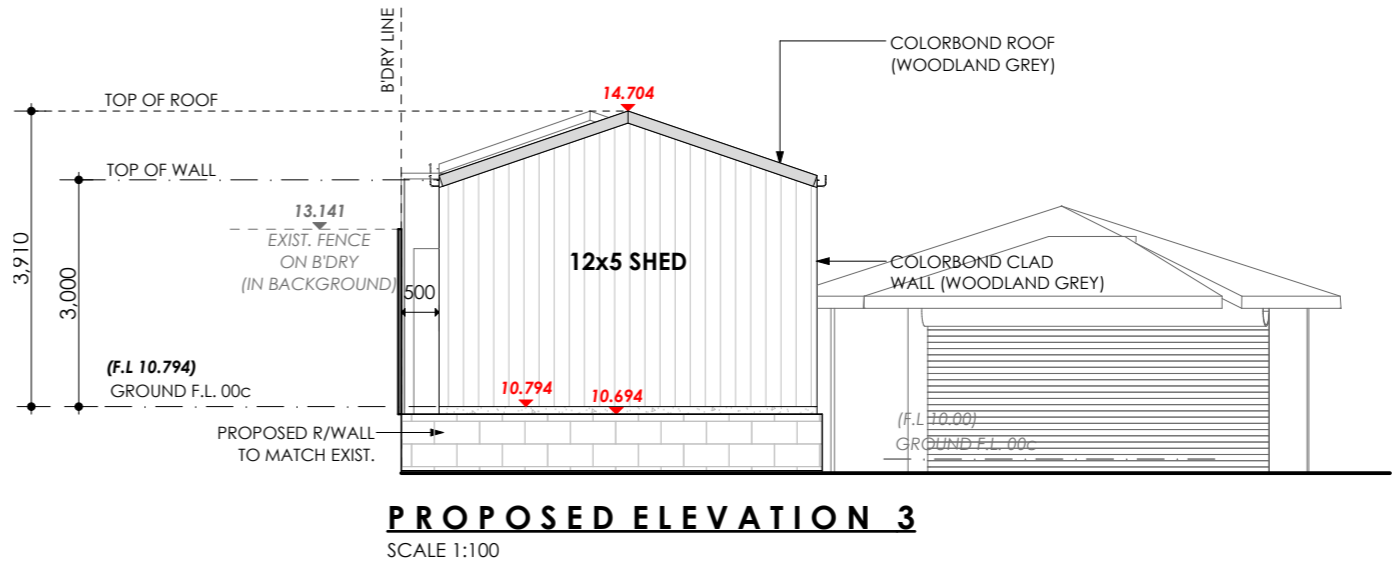 B'DRY LINE
COLORBOND ROOF
(WOODLAND GREY)
TOP OF ROOF
14.704
TOP OF WALL
13.141
EXIST. FENCE
ON B'DRY
(IN BACKGROUND)
3,910
3,000
500
12x5 SHED
COLORBOND CLAD
WALL (WOODLAND GREY)
(F.L 10.794)
GROUND F.L. 00c
10.794
10.694
PROPOSED R/WALL
TO MATCH EXIST.
(F.L 10.00)
GROUND F.L. 00c
PROPOSED ELEVATION 3
SCALE 1:100